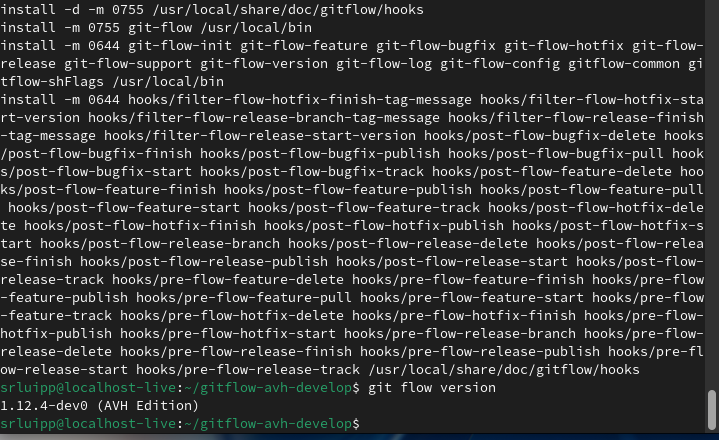 install -d -m 0755 /usr/local/share/doc/gitflow/hooks
install -m 0755 git-flow /usr/local/bin
install -m 0644 git-flow-init git-flow-feature git-flow-bugfix git-flow-hotfix git-flow-
release git-flow-support git-flow-version git-flow-log git-flow-config gitflow-common gi
tflow-shFlags /usr/local/bin
install -m 0644 hooks/filter-flow-hotfix-finish-tag-message hooks/filter-flow-hotfix-sta
rt-version hooks/filter-flow-release-branch-tag-message hooks/filter-flow-release-finish
-tag-message hooks/filter-flow-release-start-version hooks/post-flow-bugfix-delete hooks
/post-flow-bugfix-finish hooks/post-flow-bugfix-publish hooks/post-flow-bugfix-pull hook
s/post-flow-bugfix-start hooks/post-flow-bugfix-track hooks/post-flow-feature-delete hoo
ks/post-flow-feature-finish hooks/post-flow-feature-publish hooks/post-flow-feature-pull
 hooks/post-flow-feature-start hooks/post-flow-feature-track hooks/post-flow-hotfix-dele
te hooks/post-flow-hotfix-finish hooks/post-flow-hotfix-publish hooks/post-flow-hotfix-s
tart hooks/post-flow-release-branch hooks/post-flow-release-delete hooks/post-flow-relea
se-finish hooks/post-flow-release-publish hooks/post-flow-release-start hooks/post-flow-
release-track hooks/pre-flow-feature-delete hooks/pre-flow-feature-finish hooks/pre-flow
-feature-publish hooks/pre-flow-feature-pull hooks/pre-flow-feature-start hooks/pre-flow
-feature-track hooks/pre-flow-hotfix-delete hooks/pre-flow-hotfix-finish hooks/pre-flow-
hotfix-publish hooks/pre-flow-hotfix-start hooks/pre-flow-release-branch hooks/pre-flow-
release-delete hooks/pre-flow-release-finish hooks/pre-flow-release-publish hooks/pre-fl
ow-release-start hooks/pre-flow-release-track /usr/local/share/doc/gitflow/hooks
srluipp@localhost-live:~/gitflow-avh-develop$ git flow version
1.12.4-dev0 (AVH Edition)
srluipp@localhost-live:~/gitflow-avh-develop$